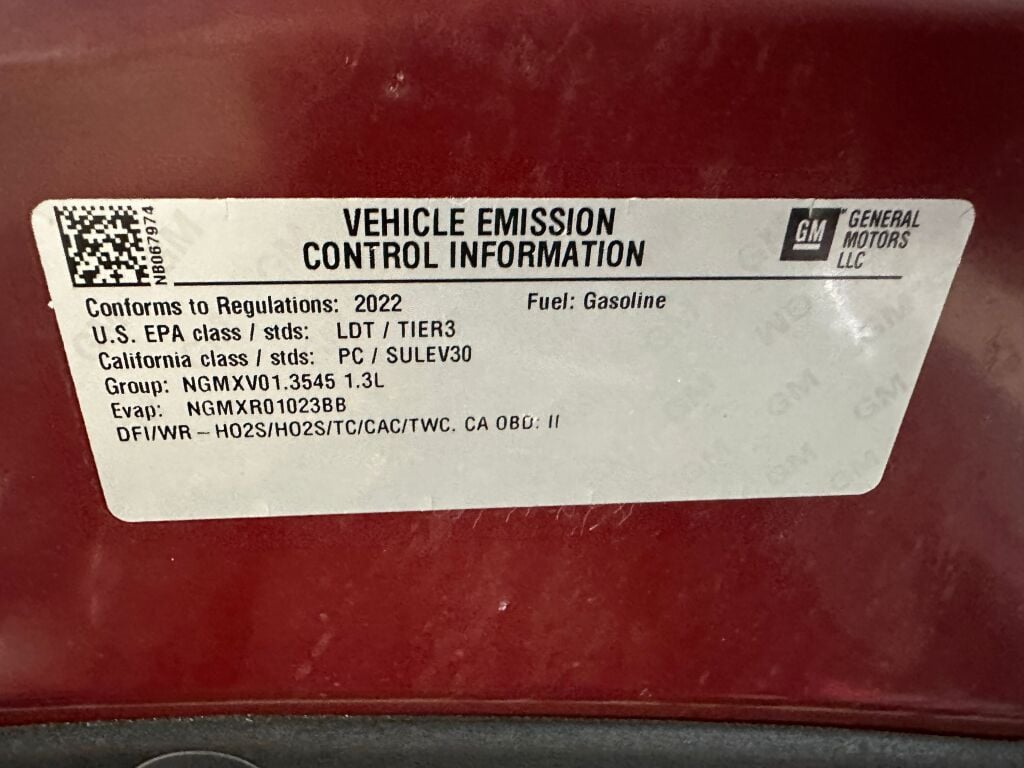 NB067974
VEHICLE EMISSION
CONTROL INFORMATION
GM
GENERAL
MOTORS
LLC
Conforms to Regulations: 2022 Fuel: Gasoline
U.S. EPA class / stds: LDT / TIER3
California class / stds: PC / SULEV30
Group: NGMXV01.3545 1.3L
Evap: NGMXR01023BB
DFI/WR – HO2S/HO2S/TC/CAC/TWC. CA OBD: II